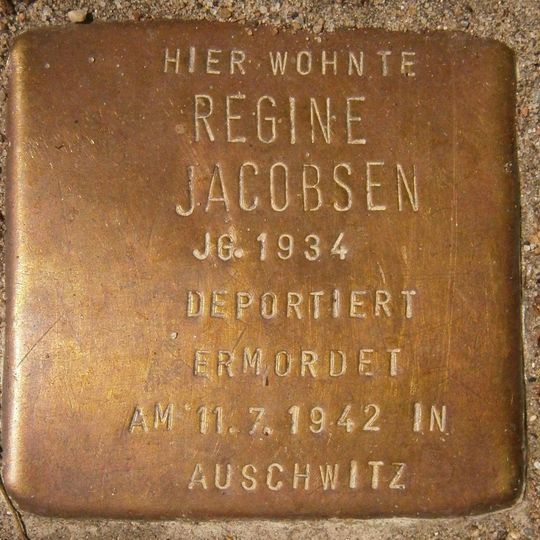 HIER WOHNTE
REGINE
JACOBSEN
JG. 1934
DEPORTIERT
ERMORDET
AM 11. 7. 1942 IN
AUSCHWITZ